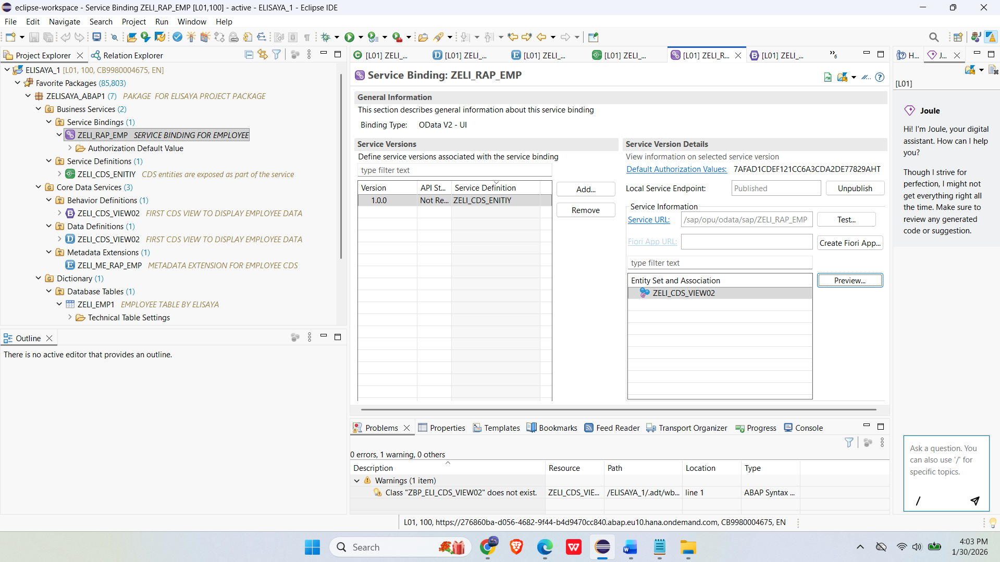 eclipse-workspace - Service Binding ZELI_RAP_EMP [L01,100] - active - ELISAYA_1 - Eclipse IDE
File Edit Navigate Search Project Run Window Help
Project Explorer
Relation Explorer
ELISAYA_1 [L01, 100, CB9980004675, EN]
Favorite Packages (85,803)
ZELISAYA_ABAP1 (7) PAKAGE FOR ELISAYA PROJECT PACKAGE
Business Services (2)
Service Bindings (1)
ZELI_RAP_EMP SERVICE BINDING FOR EMPLOYEE
Authorization Default Value
Service Definitions (1)
ZELI_CDS_ENITIY CDS entities are exposed as part of the service
Core Data Services (3)
Behavior Definitions (1)
ZELI_CDS_VIEW02 FIRST CDS VIEW TO DISPLAY EMPLOYEE DATA
Data Definitions (1)
ZELI_CDS_VIEW02 FIRST CDS VIEW TO DISPLAY EMPLOYEE DATA
Metadata Extensions (1)
ZELI_ME_RAP_EMP METADATA EXTENSION FOR EMPLOYEE CDS
Dictionary (1)
Database Tables (1)
ZELI_EMP1 EMPLOYEE TABLE BY ELISAYA
Technical Table Settings
Outline
There is no active editor that provides an outline.
[L01] ZELI_... [L01] ZELI_... [L01] ZELI_... [L01] ZELI_... [L01] ZELI_R... [L01] ZELI_... »6
Service Binding: ZELI_RAP_EMP
General Information
This section describes general information about this service binding
Binding Type: OData V2 - UI
Service Versions
Define service versions associated with the service binding
type filter text
Version API St... Service Definition
1.0.0 Not Re... ZELI_CDS_ENITIY
Add...
Remove
Service Version Details
View information on selected service version
Default Authorization Values: 7AFAD1CDEF121CC6A3CDA2DE77829AHT
Local Service Endpoint: Published Unpublish
Service Information
Service URL: /sap/opu/odata/sap/ZELI_RAP_EMP Test...
Fiori App URL: Create Fiori App...
type filter text
Entity Set and Association
Preview...
ZELI_CDS_VIEW02
Problems Properties Templates Bookmarks Feed Reader Transport Organizer Progress Console
0 errors, 1 warning, 0 others
Description Resource Path Location Type
Warnings (1 item)
Class "ZBP_ELI_CDS_VIEW02" does not exist. ZELI_CDS_VIE... /ELISAYA_1/.adt/wb... line 1 ABAP Syntax ...
H... J...
[L01]
Joule
Hi! I'm Joule, your digital
assistant. How can I help
you?
Though I strive for
perfection, I might not
get everything right all
the time. Make sure to
review any generated
code or suggestion.
Ask a question. You
can also use '/' for
specific topics.
/
L01, 100, https://276860ba-d056-4682-9f44-b4d9470cc840.abap.eu10.hana.ondemand.com, CB9980004675, EN
Search
4:03 PM
1/30/2026